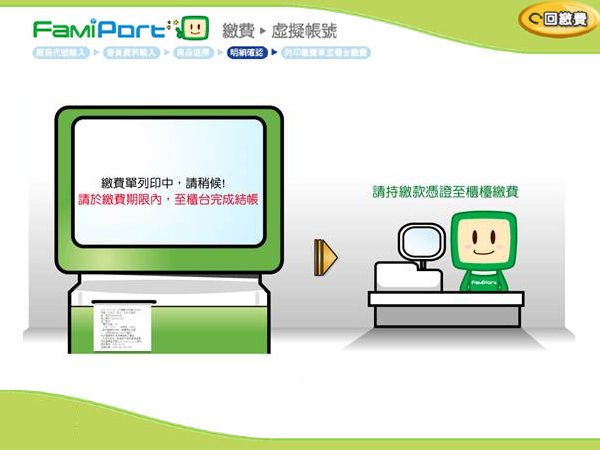 FamiPort
繳費▶虛擬帳號
回繳費
廠商代號輸入 ▶ 會員資料輸入 ▶ 商品選擇 ▶ 明細確認 ▶ 列印繳費單至櫃台繳費
繳費單列印中，請稍候!
請於繳費期限內，至櫃台完成結帳
請持繳款憑證至櫃檯繳費
FamiPort